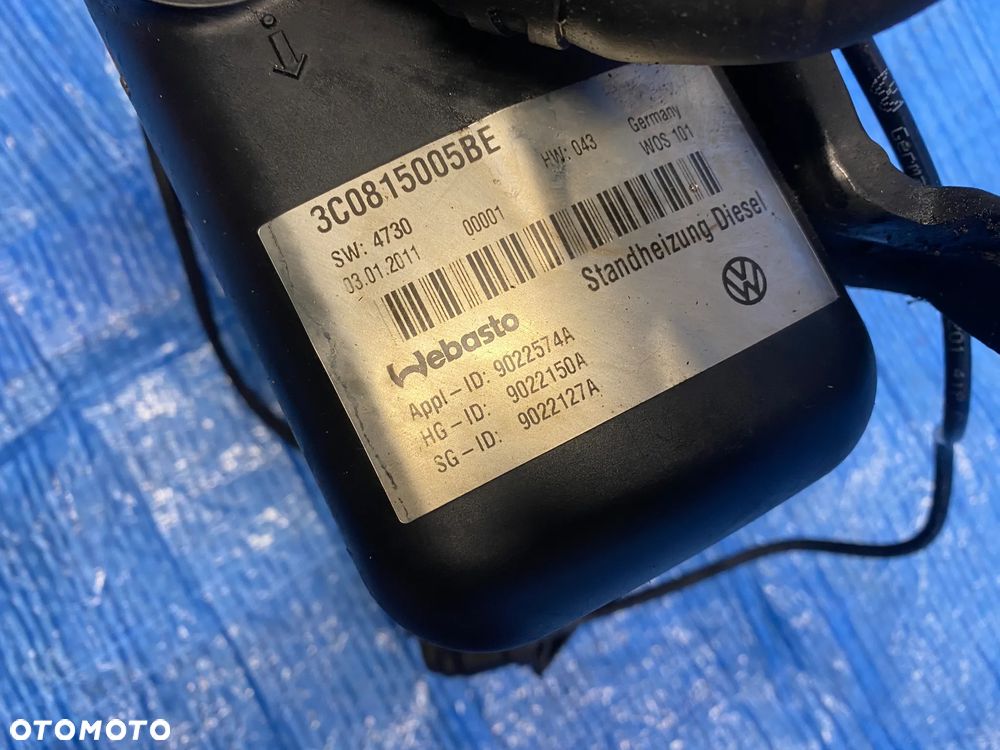 3C0815005BE
SW: 4730 00001 HW: 043 Germany
03.01.2011 WOS 101
Standheizung-Diesel
Webasto
Appl-ID: 9022574A
HG-ID: 9022150A
SG-ID: 9022127A
OTOMOTO